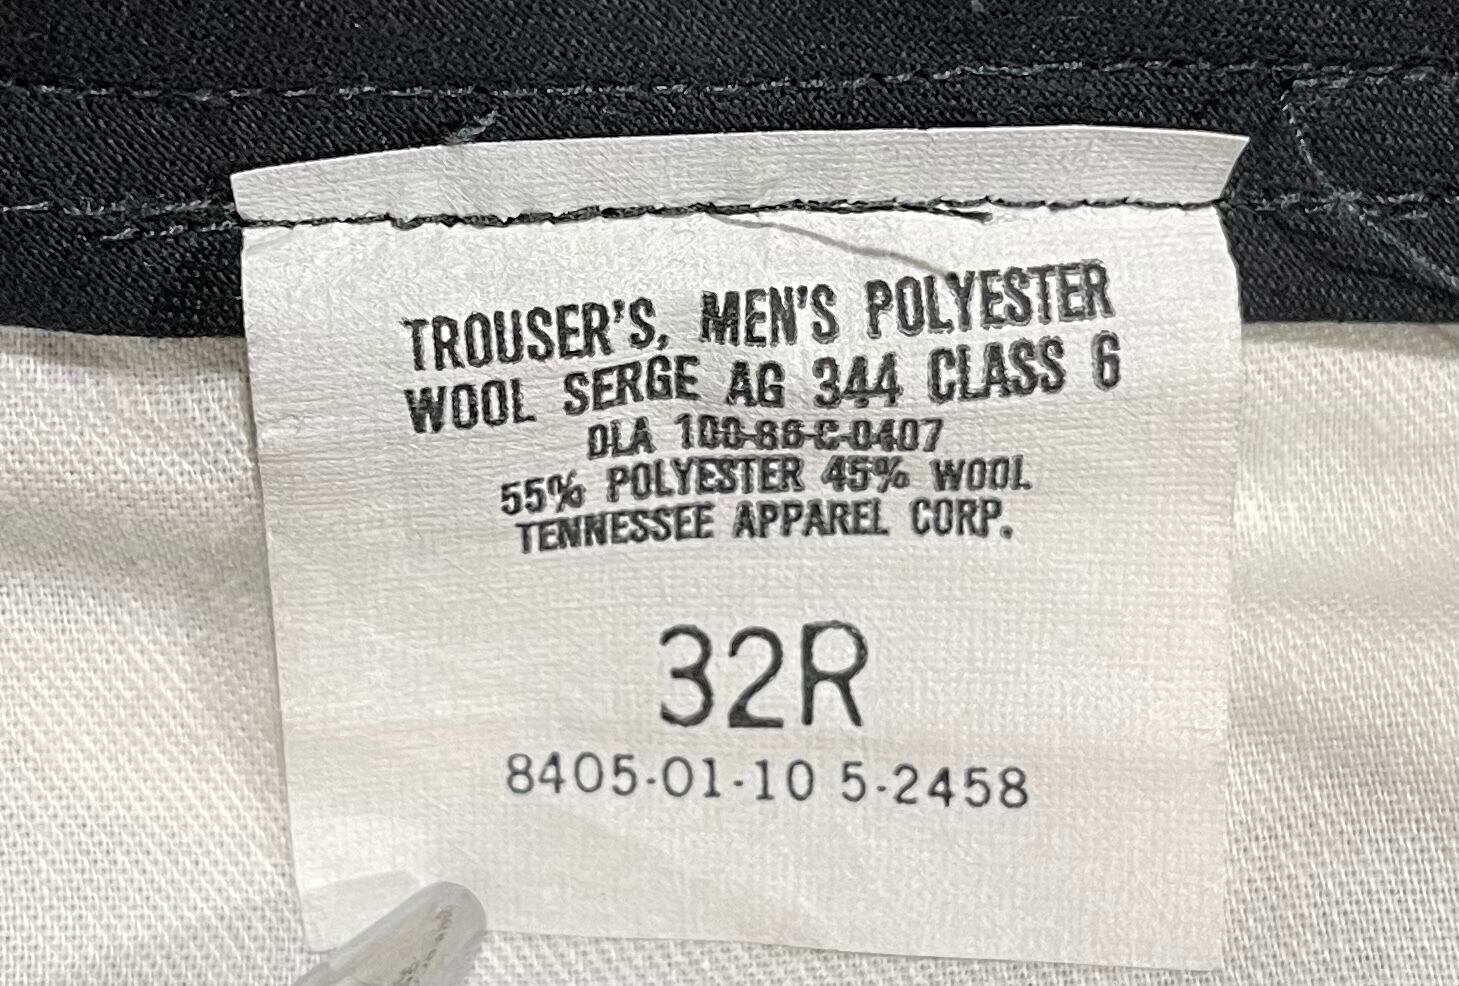 TROUSER'S, MEN'S POLYESTER
WOOL SERGE AG 344 CLASS 6
DLA 100-86-C-0407
55% POLYESTER 45% WOOL
TENNESSEE APPAREL CORP.
32R
8405-01-10 5-2458